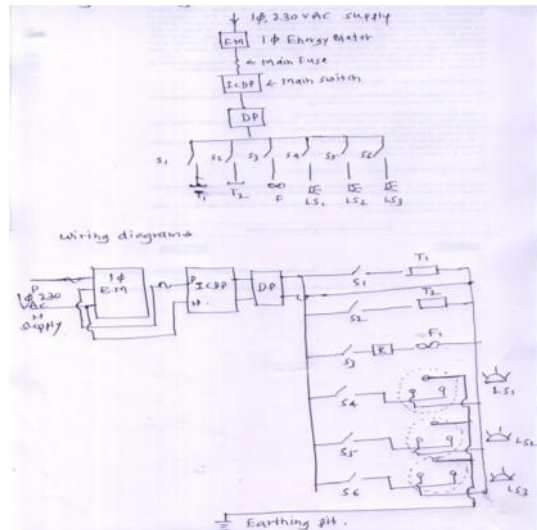 1ϕ, 230 VAC supply
EM 1ϕ Energy Meter
Main Fuse
ICDP Main Switch
DP
S1 S2 S3 S4 S5 S6
T1 T2 F LS1 LS2 LS3
Wiring diagram
P
1ϕ, 230
VAC
N
Supply
1ϕ
E.M
P
ICDP
N.
DP
S1 T1
S2 T2
S3 R F1
S4 LS1
S5 LS2
S6 LS3
Earthing pit.